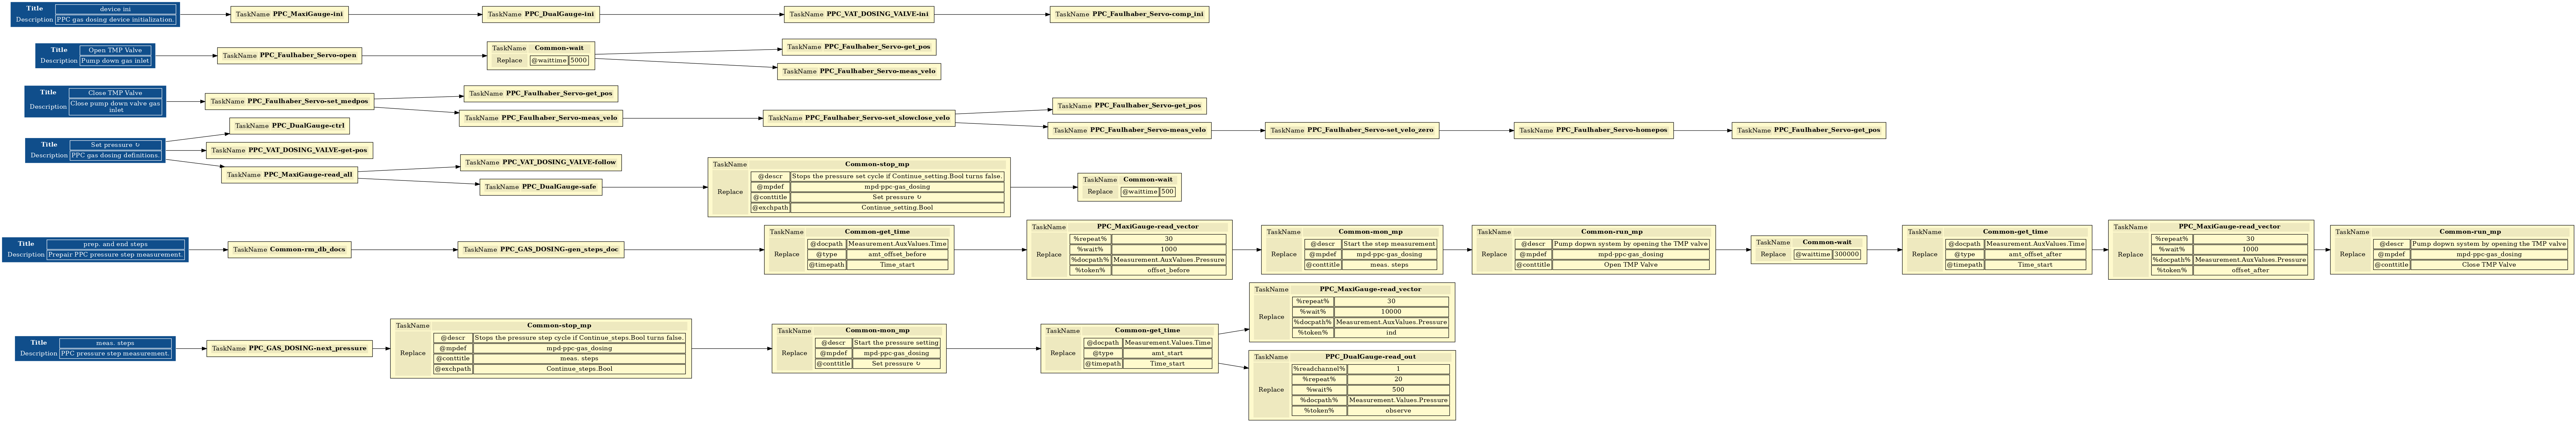 Title device ini
Description PPC gas dosing device initialization.
TaskName PPC_MaxiGauge-ini
TaskName PPC_DualGauge-ini
TaskName PPC_VAT_DOSING_VALVE-ini
TaskName PPC_Faulhaber_Servo-comp_ini
Title Open TMP Valve
Description Pump down gas inlet
TaskName PPC_Faulhaber_Servo-open
TaskName Common-wait
Replace @waittime 5000
TaskName PPC_Faulhaber_Servo-get_pos
TaskName PPC_Faulhaber_Servo-meas_velo
Title Close TMP Valve
Description Close pump down valve gas
inlet
TaskName PPC_Faulhaber_Servo-set_medpos
TaskName PPC_Faulhaber_Servo-get_pos
TaskName PPC_Faulhaber_Servo-meas_velo
TaskName PPC_Faulhaber_Servo-set_slowclose_velo
TaskName PPC_Faulhaber_Servo-get_pos
TaskName PPC_Faulhaber_Servo-meas_velo
TaskName PPC_Faulhaber_Servo-set_velo_zero
TaskName PPC_Faulhaber_Servo-homepos
TaskName PPC_Faulhaber_Servo-get_pos
Title Set pressure ↻
Description PPC gas dosing definitions.
TaskName PPC_DualGauge-ctrl
TaskName PPC_VAT_DOSING_VALVE-get-pos
TaskName PPC_MaxiGauge-read_all
TaskName PPC_VAT_DOSING_VALVE-follow
TaskName PPC_DualGauge-safe
TaskName Common-stop_mp
Replace
@descr Stops the pressure set cycle if Continue_setting.Bool turns false.
@mpdef mpd-ppc-gas_dosing
@conttitle Set pressure ↻
@exchpath Continue_setting.Bool
TaskName Common-wait
Replace @waittime 500
Title prep. and end steps
Description Prepair PPC pressure step measurement.
TaskName Common-rm_db_docs
TaskName PPC_GAS_DOSING-gen_steps_doc
TaskName Common-get_time
Replace
@docpath Measurement.AuxValues.Time
@type amt_offset_before
@timepath Time_start
TaskName PPC_MaxiGauge-read_vector
Replace
%repeat% 30
%wait% 1000
%docpath% Measurement.AuxValues.Pressure
%token% offset_before
TaskName Common-mon_mp
Replace
@descr Start the step measurement
@mpdef mpd-ppc-gas_dosing
@conttitle meas. steps
TaskName Common-run_mp
Replace
@descr Pump dopwn system by opening the TMP valve
@mpdef mpd-ppc-gas_dosing
@conttitle Open TMP Valve
TaskName Common-wait
Replace @waittime 300000
TaskName Common-get_time
Replace
@docpath Measurement.AuxValues.Time
@type amt_offset_after
@timepath Time_start
TaskName PPC_MaxiGauge-read_vector
Replace
%repeat% 30
%wait% 1000
%docpath% Measurement.AuxValues.Pressure
%token% offset_after
TaskName Common-run_mp
Replace
@descr Pump dopwn system by opening the TMP valve
@mpdef mpd-ppc-gas_dosing
@conttitle Close TMP Valve
Title meas. steps
Description PPC pressure step measurement.
TaskName PPC_GAS_DOSING-next_pressure
TaskName Common-stop_mp
Replace
@descr Stops the pressure step cycle if Continue_steps.Bool turns false.
@mpdef mpd-ppc-gas_dosing
@conttitle meas. steps
@exchpath Continue_steps.Bool
TaskName Common-mon_mp
Replace
@descr Start the pressure setting
@mpdef mpd-ppc-gas_dosing
@conttitle Set pressure ↻
TaskName Common-get_time
Replace
@docpath Measurement.Values.Time
@type amt_start
@timepath Time_start
TaskName PPC_MaxiGauge-read_vector
Replace
%repeat% 30
%wait% 10000
%docpath% Measurement.AuxValues.Pressure
%token% ind
TaskName PPC_DualGauge-read_out
Replace
%readchannel% 1
%repeat% 20
%wait% 500
%docpath% Measurement.Values.Pressure
%token% observe